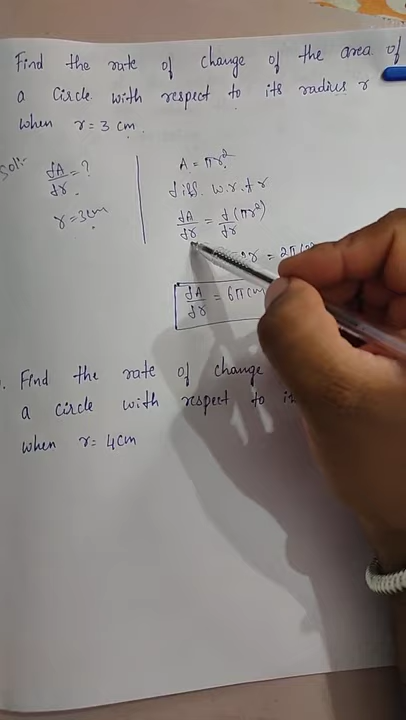 Find the rate of change of the area of
a circle with respect to its radius r
when r = 3 cm.
Sol:-
dA/dr = ?
r = 3cm
A = πr²
diff w.r.t r
dA/dr = d(πr²)/dr
r = 2π(
dA/dr = 6π cm
Find the rate of change
a circle with respect to
when r = 4cm